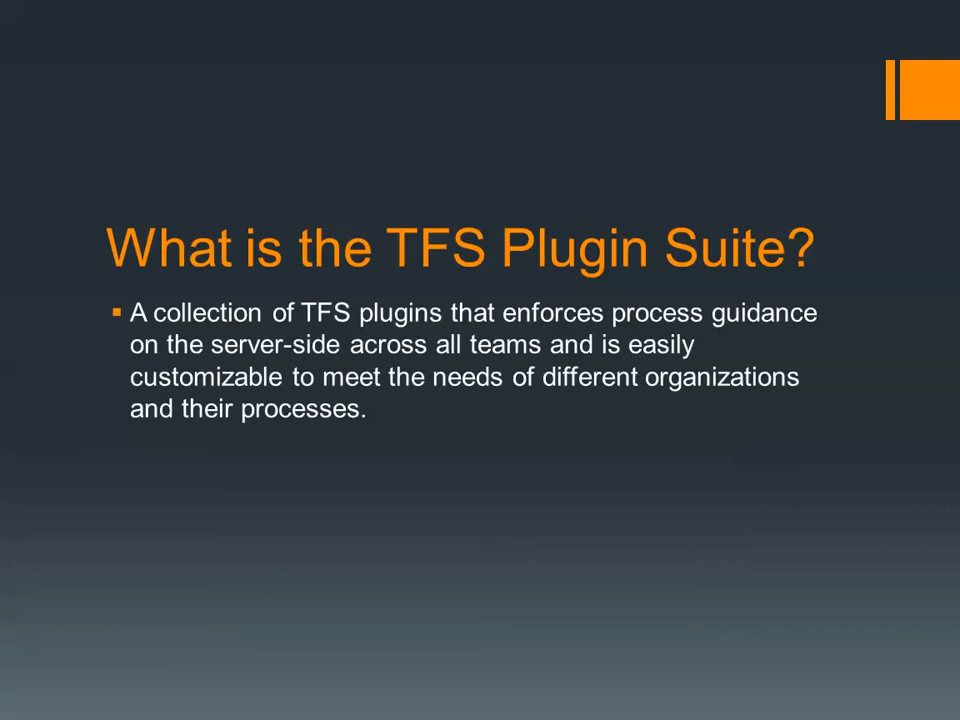 What is the TFS Plugin Suite?
▪ A collection of TFS plugins that enforces process guidance
on the server-side across all teams and is easily
customizable to meet the needs of different organizations
and their processes.